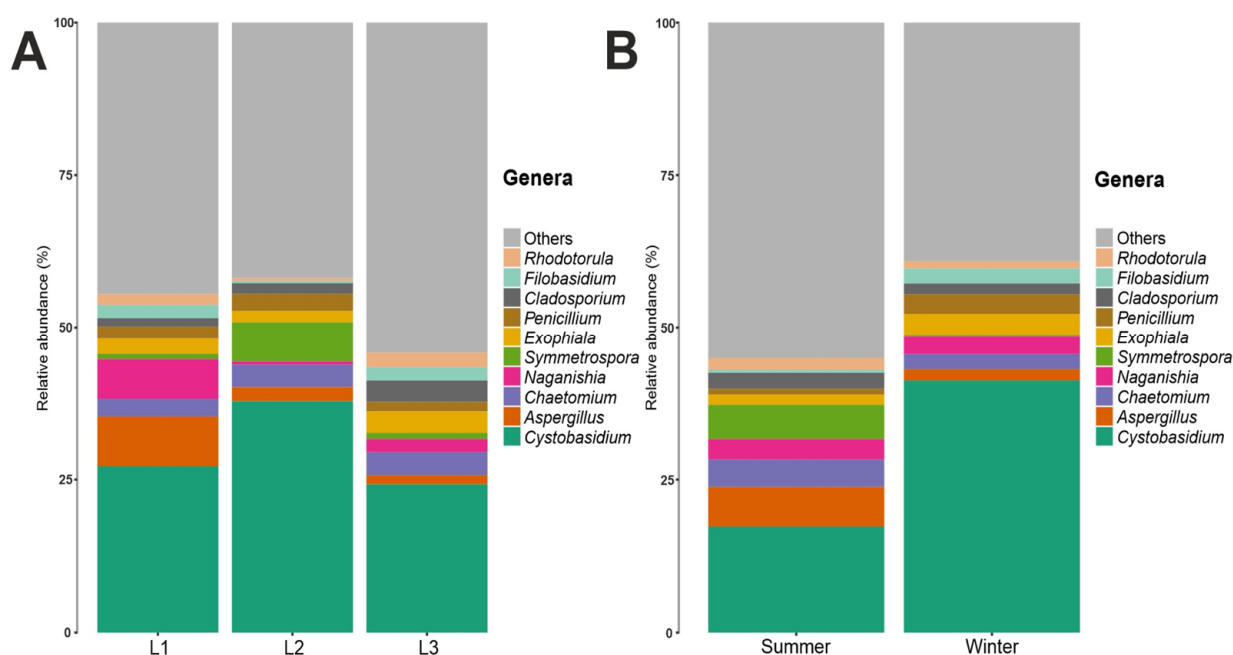 A
Relative abundance (%)
100
75
50
25
0
L1
L2
L3
Genera
Others
Rhodotorula
Filobasidium
Cladosporium
Penicillium
Exophiala
Symmetrospora
Naganishia
Chaetomium
Aspergillus
Cystobasidium
B
Relative abundance (%)
100
75
50
25
0
Summer
Winter
Genera
Others
Rhodotorula
Filobasidium
Cladosporium
Penicillium
Exophiala
Symmetrospora
Naganishia
Chaetomium
Aspergillus
Cystobasidium